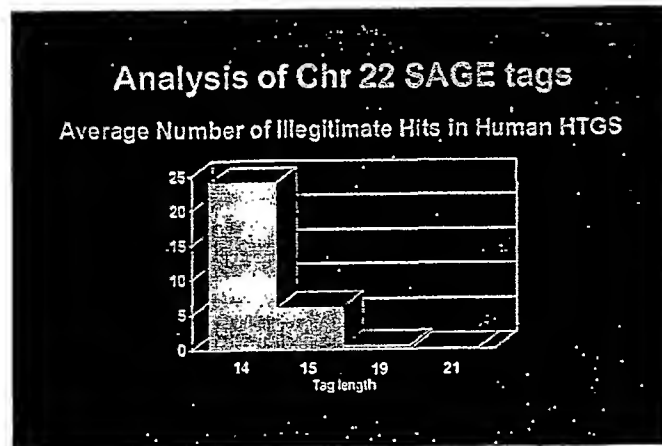 Analysis of Chr 22 SAGE tags
Average Number of Illegitimate Hits in Human HTGS
25
20
15
10
5
0
14 15 19 21
Tag length